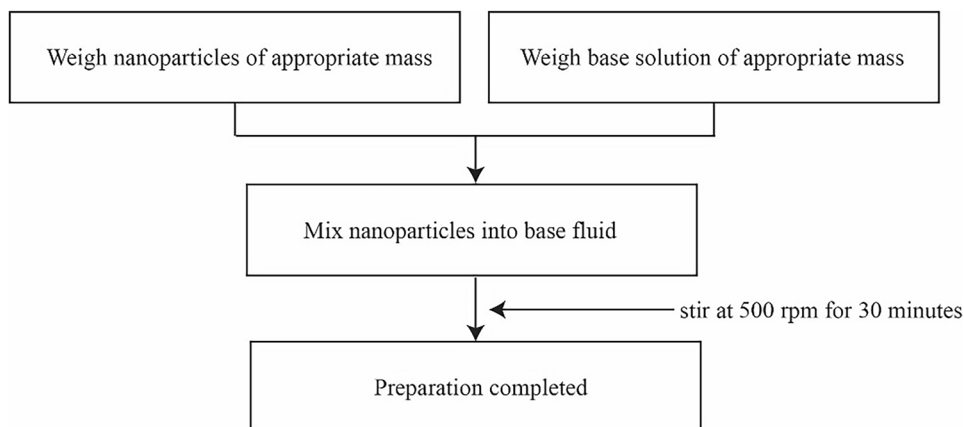 Weigh nanoparticles of appropriate mass
Weigh base solution of appropriate mass
Mix nanoparticles into base fluid
stir at 500 rpm for 30 minutes
Preparation completed